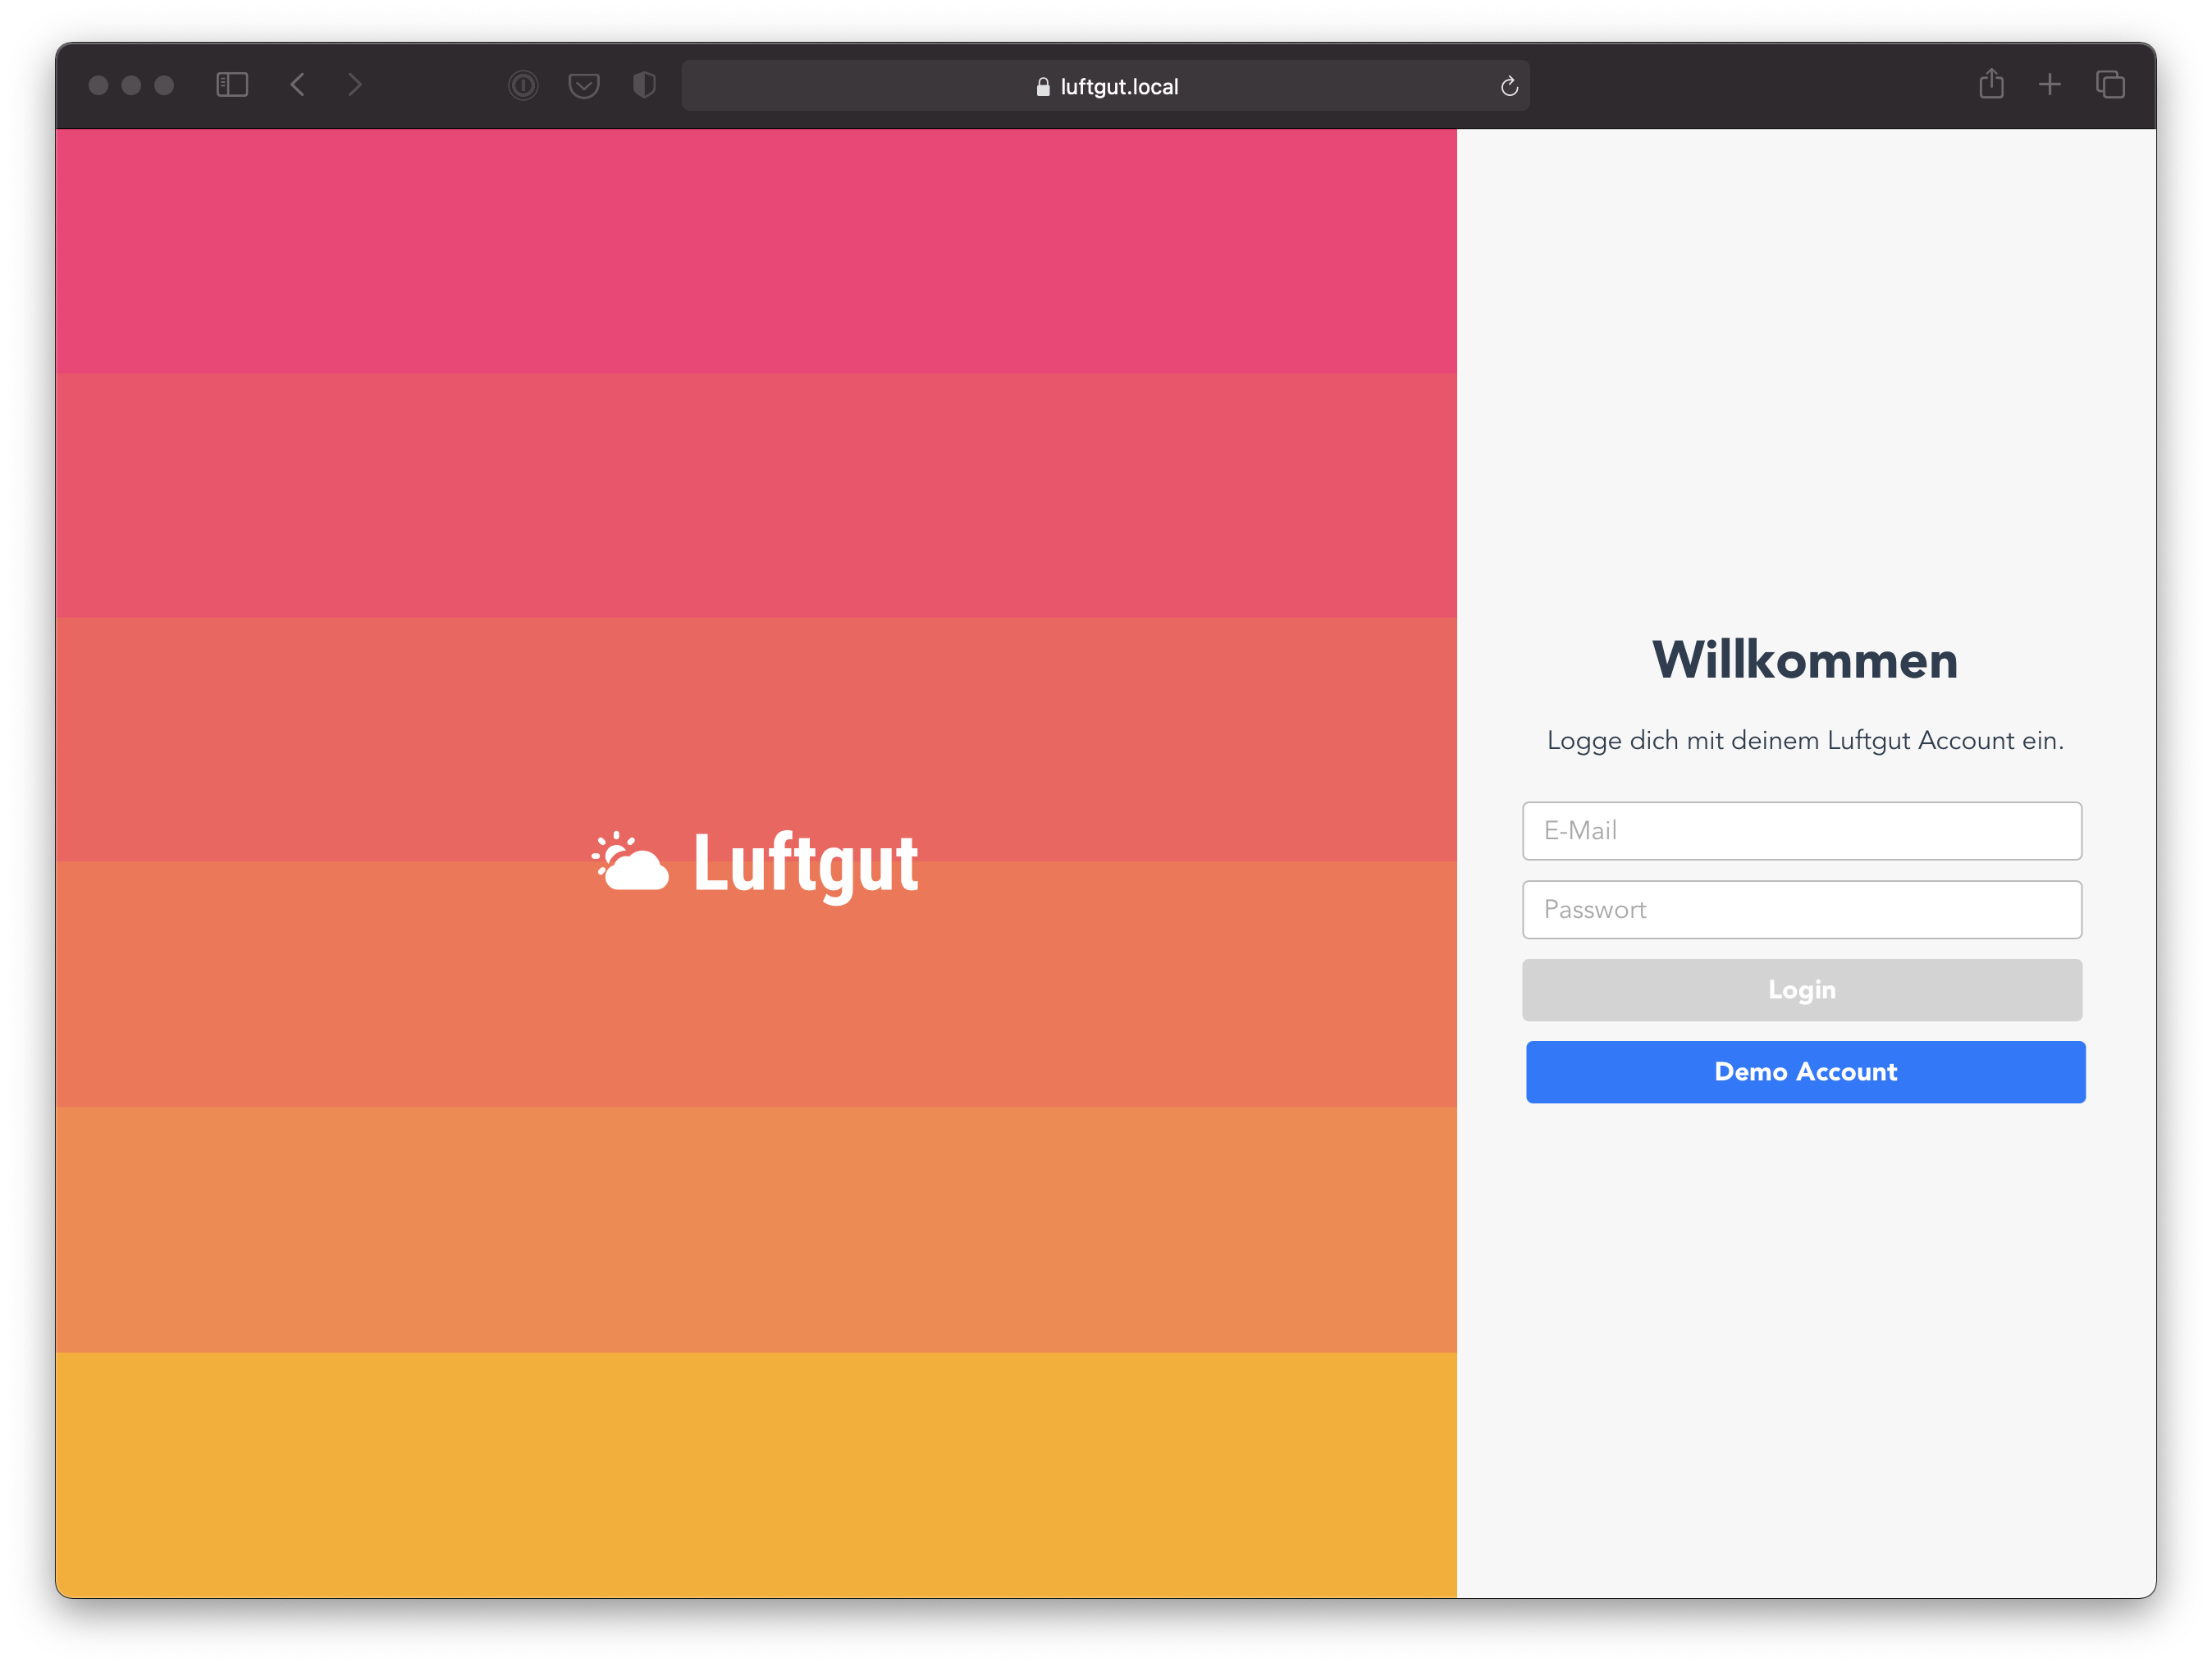 luftgut.local
Luftgut
Willkommen
Logge dich mit deinem Luftgut Account ein.
E-Mail
Passwort
Login
Demo Account